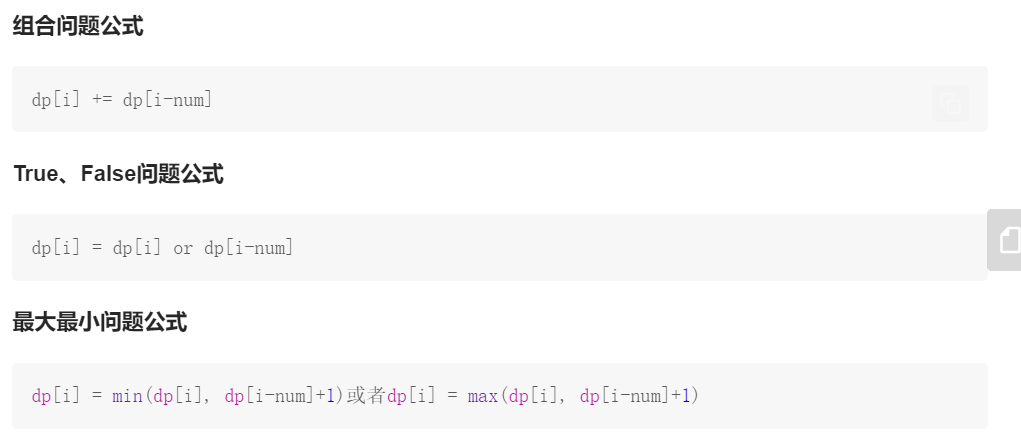 组合问题公式
dp[i] += dp[i-num]
True、False问题公式
dp[i] = dp[i] or dp[i-num]
最大最小问题公式
dp[i] = min(dp[i], dp[i-num]+1)或者dp[i] = max(dp[i], dp[i-num]+1)